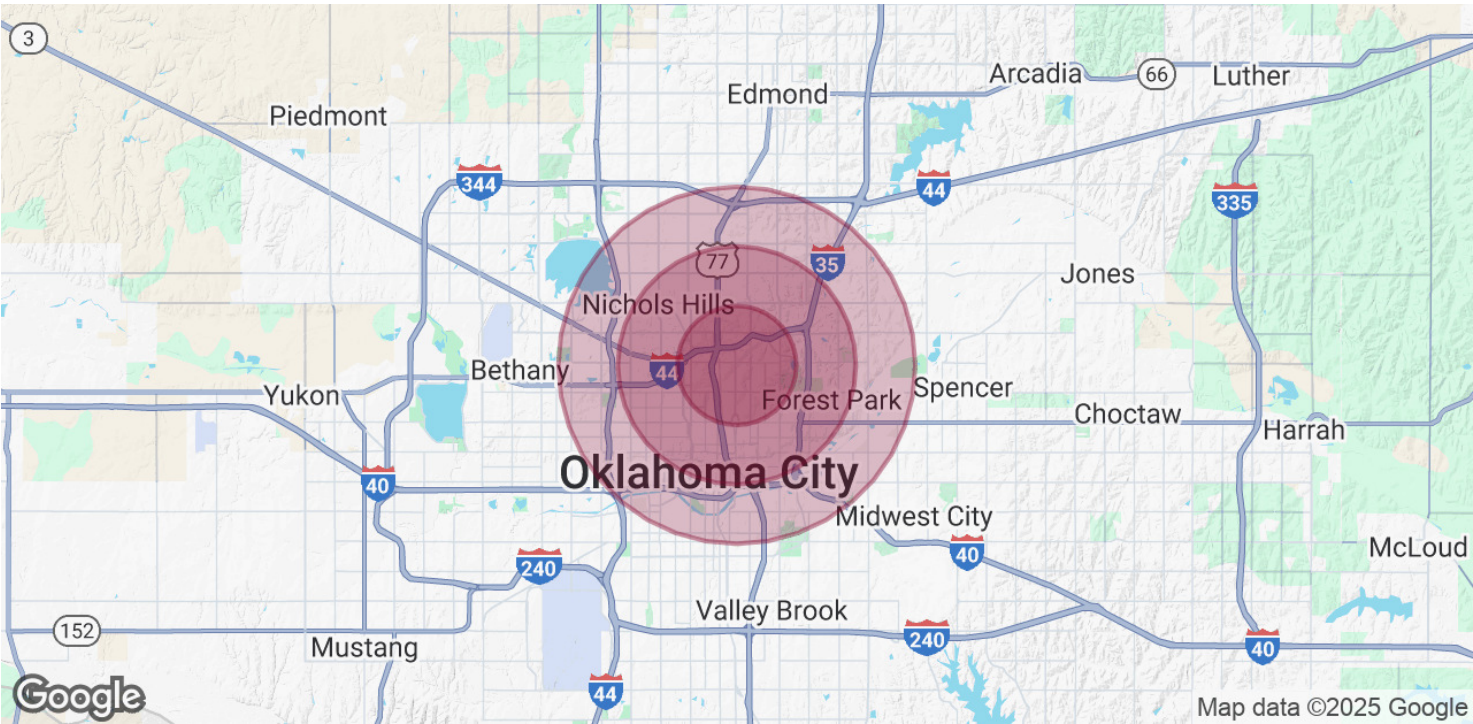 3
Arcadia
66
Luther
Edmond
Piedmont
344
44
335
77
35
Jones
Nichols Hills
Bethany
44
Spencer
Yukon
Forest Park
Choctaw
Harrah
Oklahoma City
40
Midwest City
40
McLoud
240
Valley Brook
152
240
Mustang
40
44
Google
Map data ©2025 Google